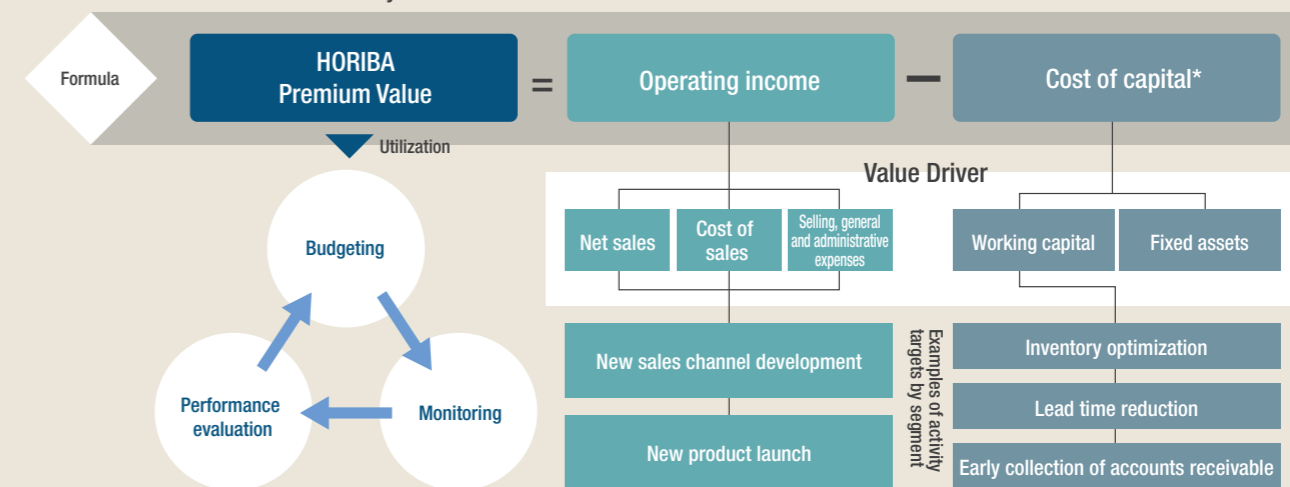 Formula
HORIBA
Premium Value
=
Operating income
—
Cost of capital*
Utilization
Value Driver
Net sales
Cost of
sales
Selling, general
and administrative
expenses
Working capital
Fixed assets
Budgeting
Monitoring
Performance
evaluation
New sales channel development
New product launch
Examples of activity
targets by segment
Inventory optimization
Lead time reduction
Early collection of accounts receivable